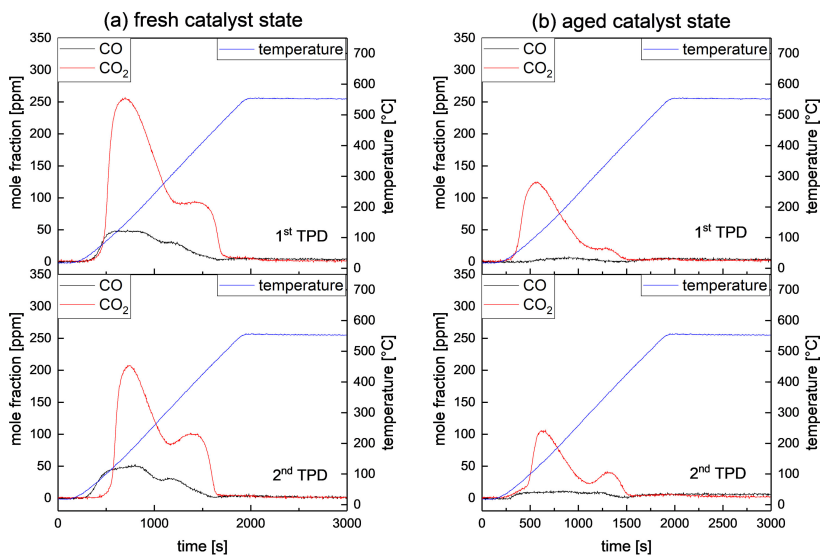 (a) fresh catalyst state
(b) aged catalyst state
350
300
250
200
150
100
50
0
mole fraction [ppm]
CO
CO₂
temperature
1st TPD
700
600
500
400
300
200
100
0
temperature [°C]
350
300
250
200
150
100
50
0
mole fraction [ppm]
CO
CO₂
temperature
1st TPD
700
600
500
400
300
200
100
0
temperature [°C]
350
300
250
200
150
100
50
0
mole fraction [ppm]
CO
CO₂
temperature
2nd TPD
700
600
500
400
300
200
100
0
temperature [°C]
0 1000 2000 3000
time [s]
350
300
250
200
150
100
50
0
mole fraction [ppm]
CO
CO₂
temperature
2nd TPD
700
600
500
400
300
200
100
0
temperature [°C]
0 500 1000 1500 2000 2500 3000
time [s]